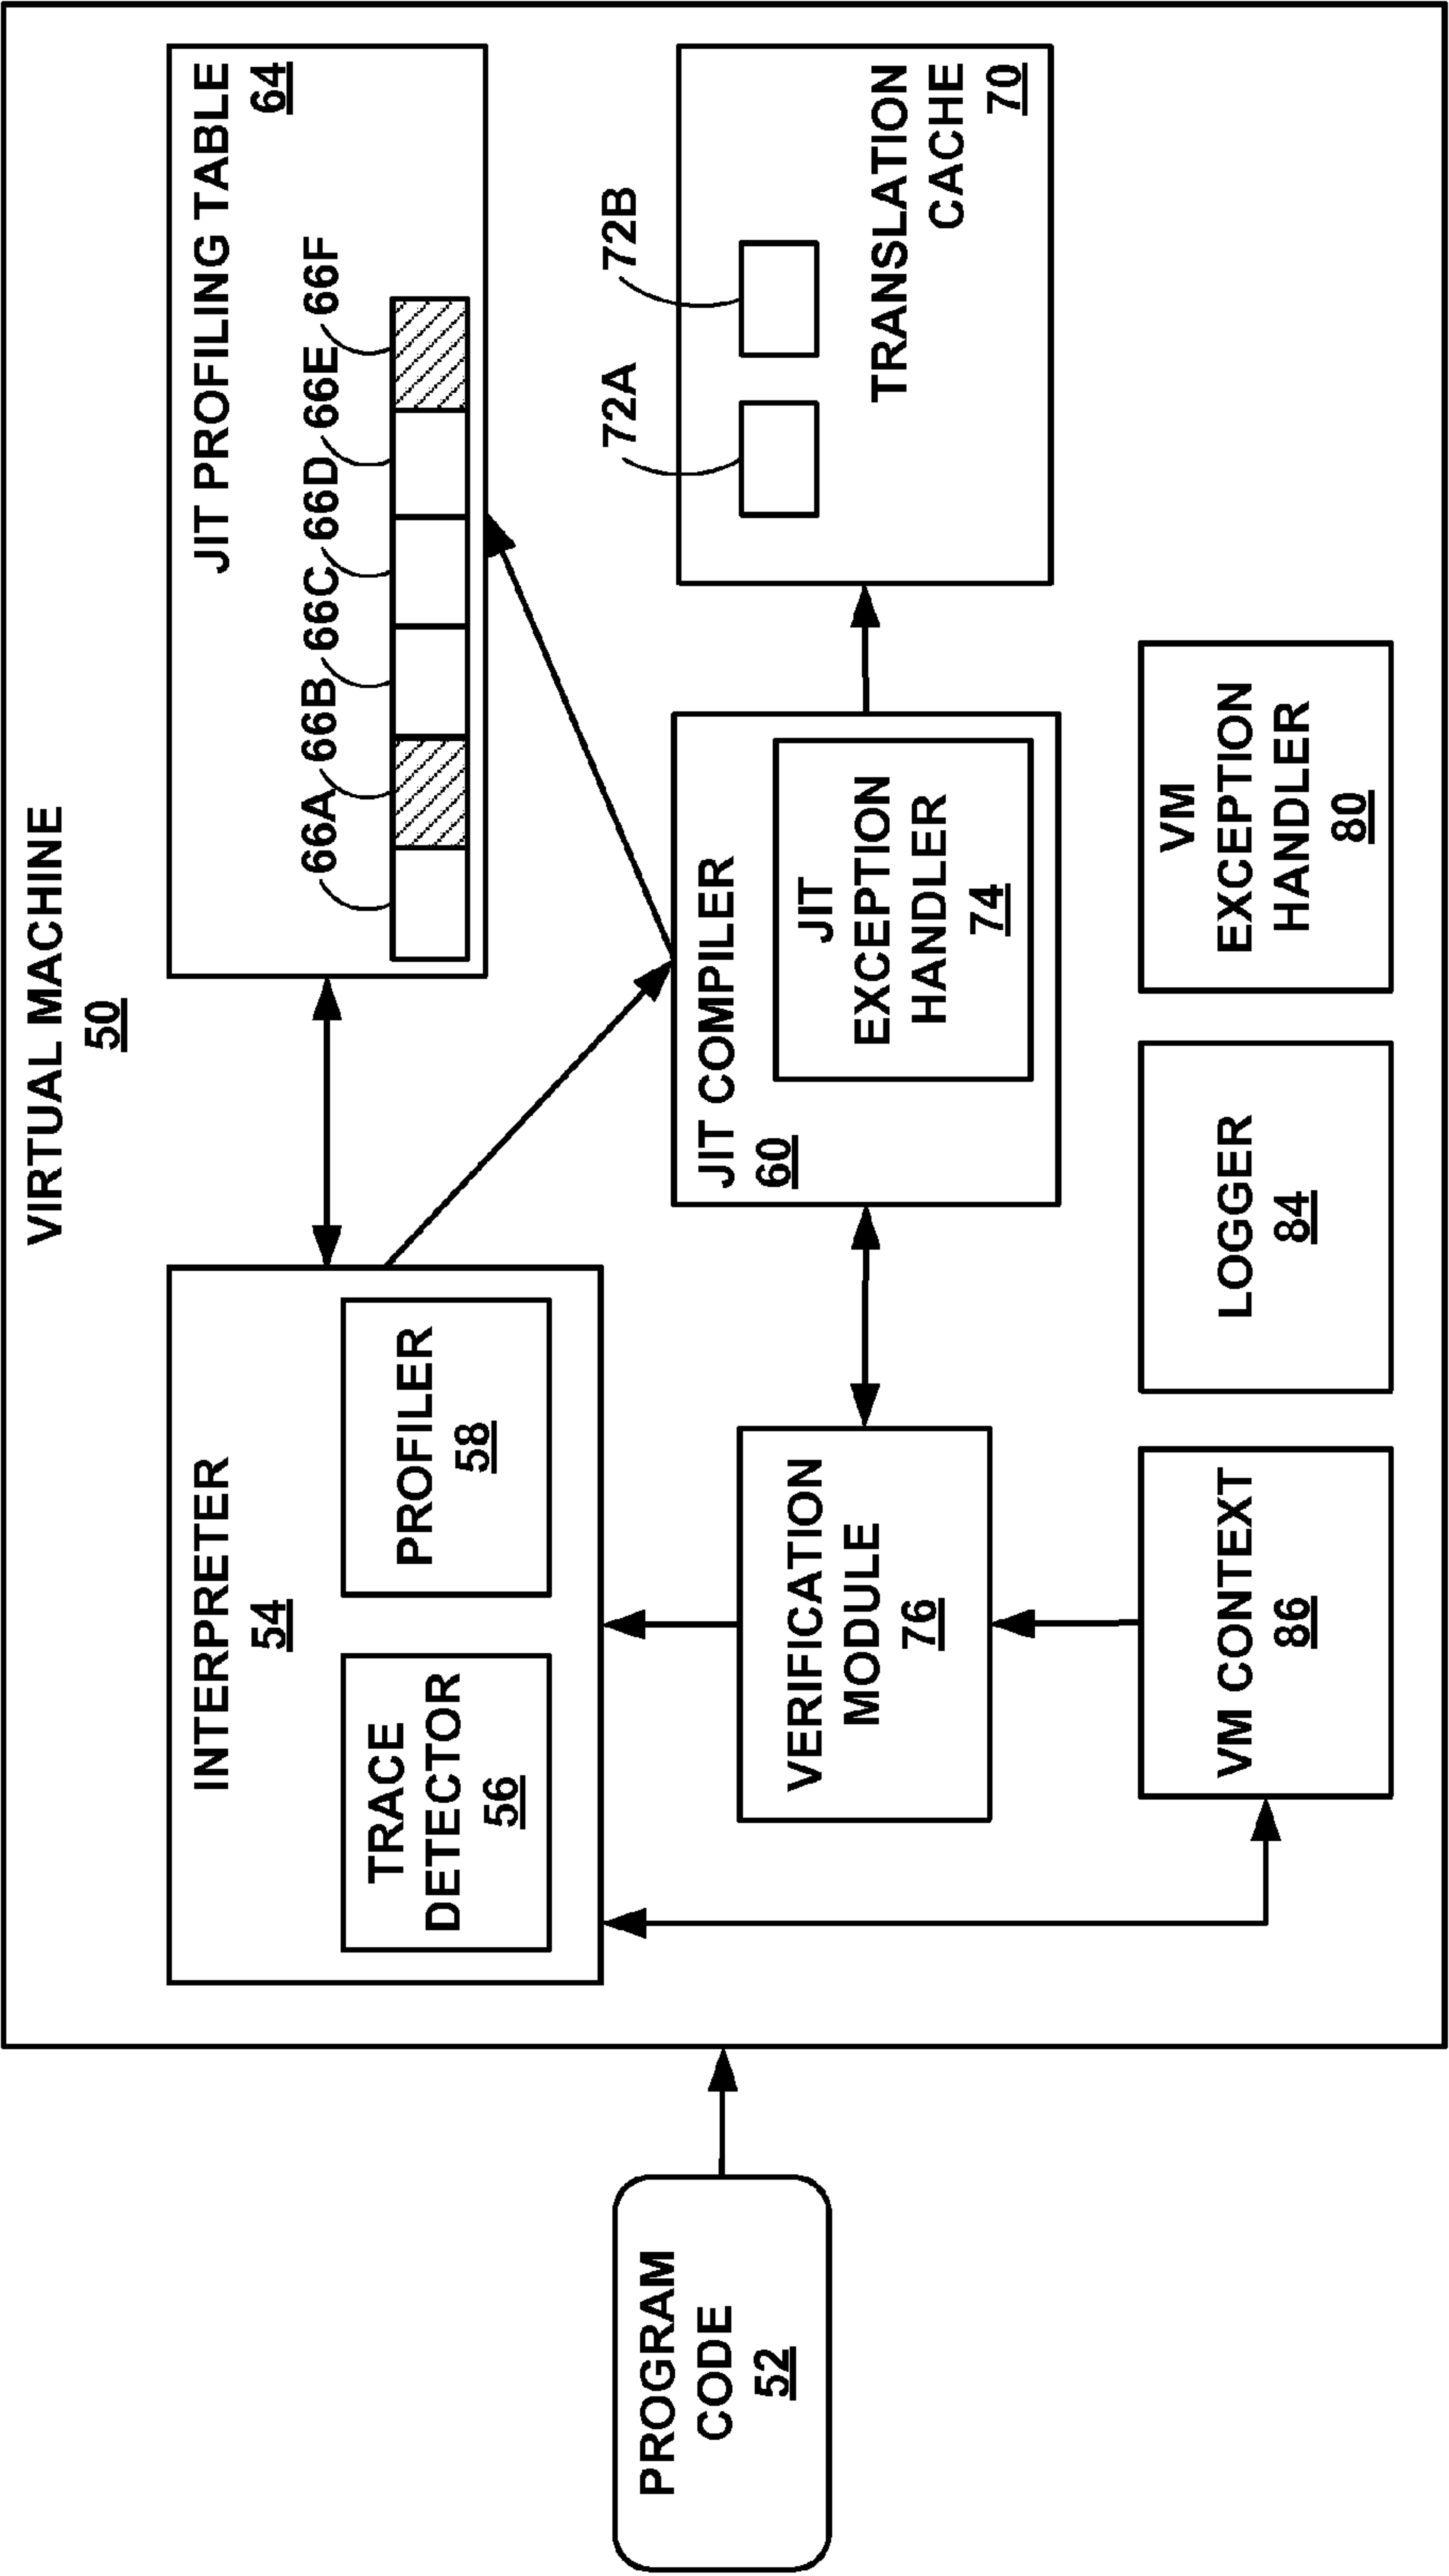 VIRTUAL MACHINE
50
PROGRAM
CODE
52
INTERPRETER
54
TRACE
DETECTOR
56
PROFILER
58
JIT PROFILING TABLE
64
66A
66B
66C
66D
66E
66F
VERIFICATION
MODULE
76
JIT COMPILER
60
JIT
EXCEPTION
HANDLER
74
72A
72B
TRANSLATION
CACHE
70
VM CONTEXT
86
LOGGER
84
VM
EXCEPTION
HANDLER
80